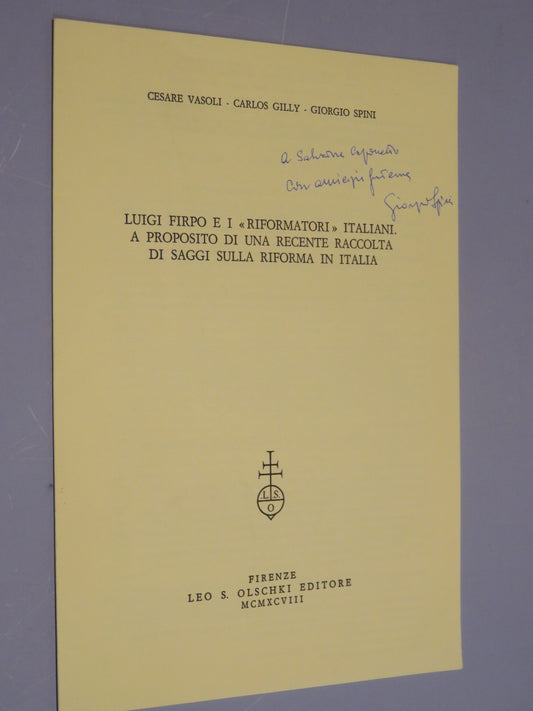 CESARE VASOLI - CARLOS GILLY - GIORGIO SPINI
A Salvatore Caponetto
con amicizia fraterna
Giorgio Spini
LUIGI FIRPO E I «RIFORMATORI» ITALIANI.
A PROPOSITO DI UNA RECENTE RACCOLTA
DI SAGGI SULLA RIFORMA IN ITALIA
L. S.
O
FIRENZE
LEO S. OLSCHKI EDITORE
MCMXCVIII